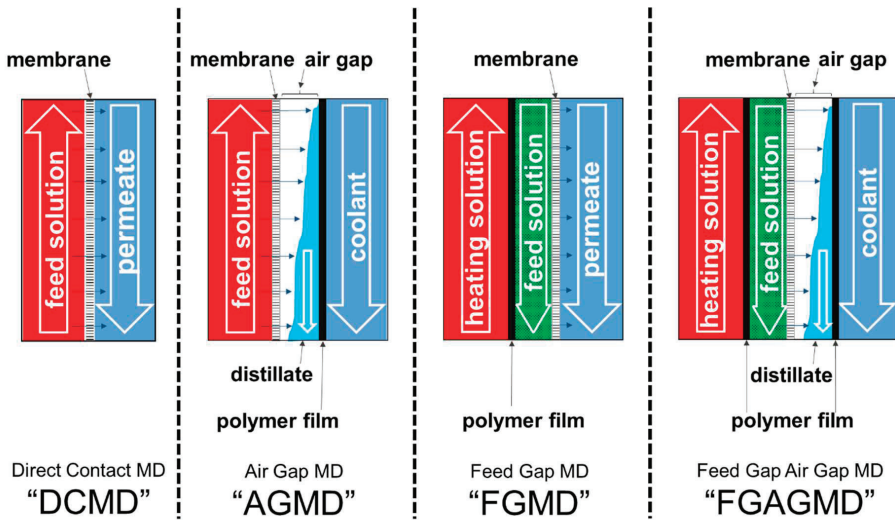 membrane
feed solution
permeate
Direct Contact MD
“DCMD”
membrane air gap
feed solution
coolant
distillate
polymer film
Air Gap MD
“AGMD”
membrane
heating solution
feed solution
permeate
polymer film
Feed Gap MD
“FGMD”
membrane air gap
heating solution
feed solution
coolant
distillate
polymer film
Feed Gap Air Gap MD
“FGAGMD”